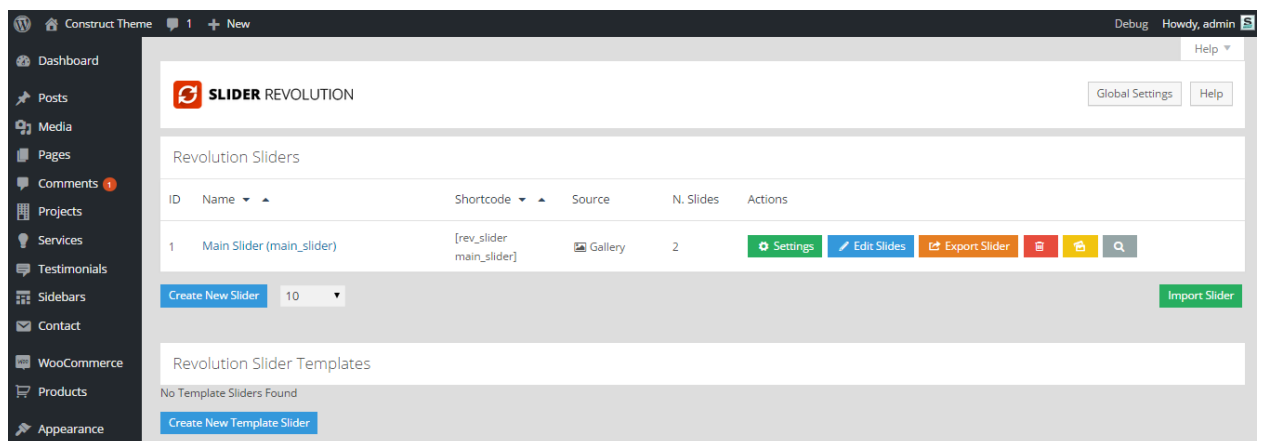 Construct Theme 1 + New Debug Howdy, admin
Help
Dashboard
Posts
Media
Pages
Comments 1
Projects
Services
Testimonials
Sidebars
Contact
WooCommerce
Products
Appearance
SLIDER REVOLUTION
Global Settings Help
Revolution Sliders
ID Name Shortcode Source N. Slides Actions
1 Main Slider (main_slider) [rev_slider main_slider] Gallery 2 Settings Edit Slides Export Slider
Create New Slider 10 Import Slider
Revolution Slider Templates
No Template Sliders Found
Create New Template Slider